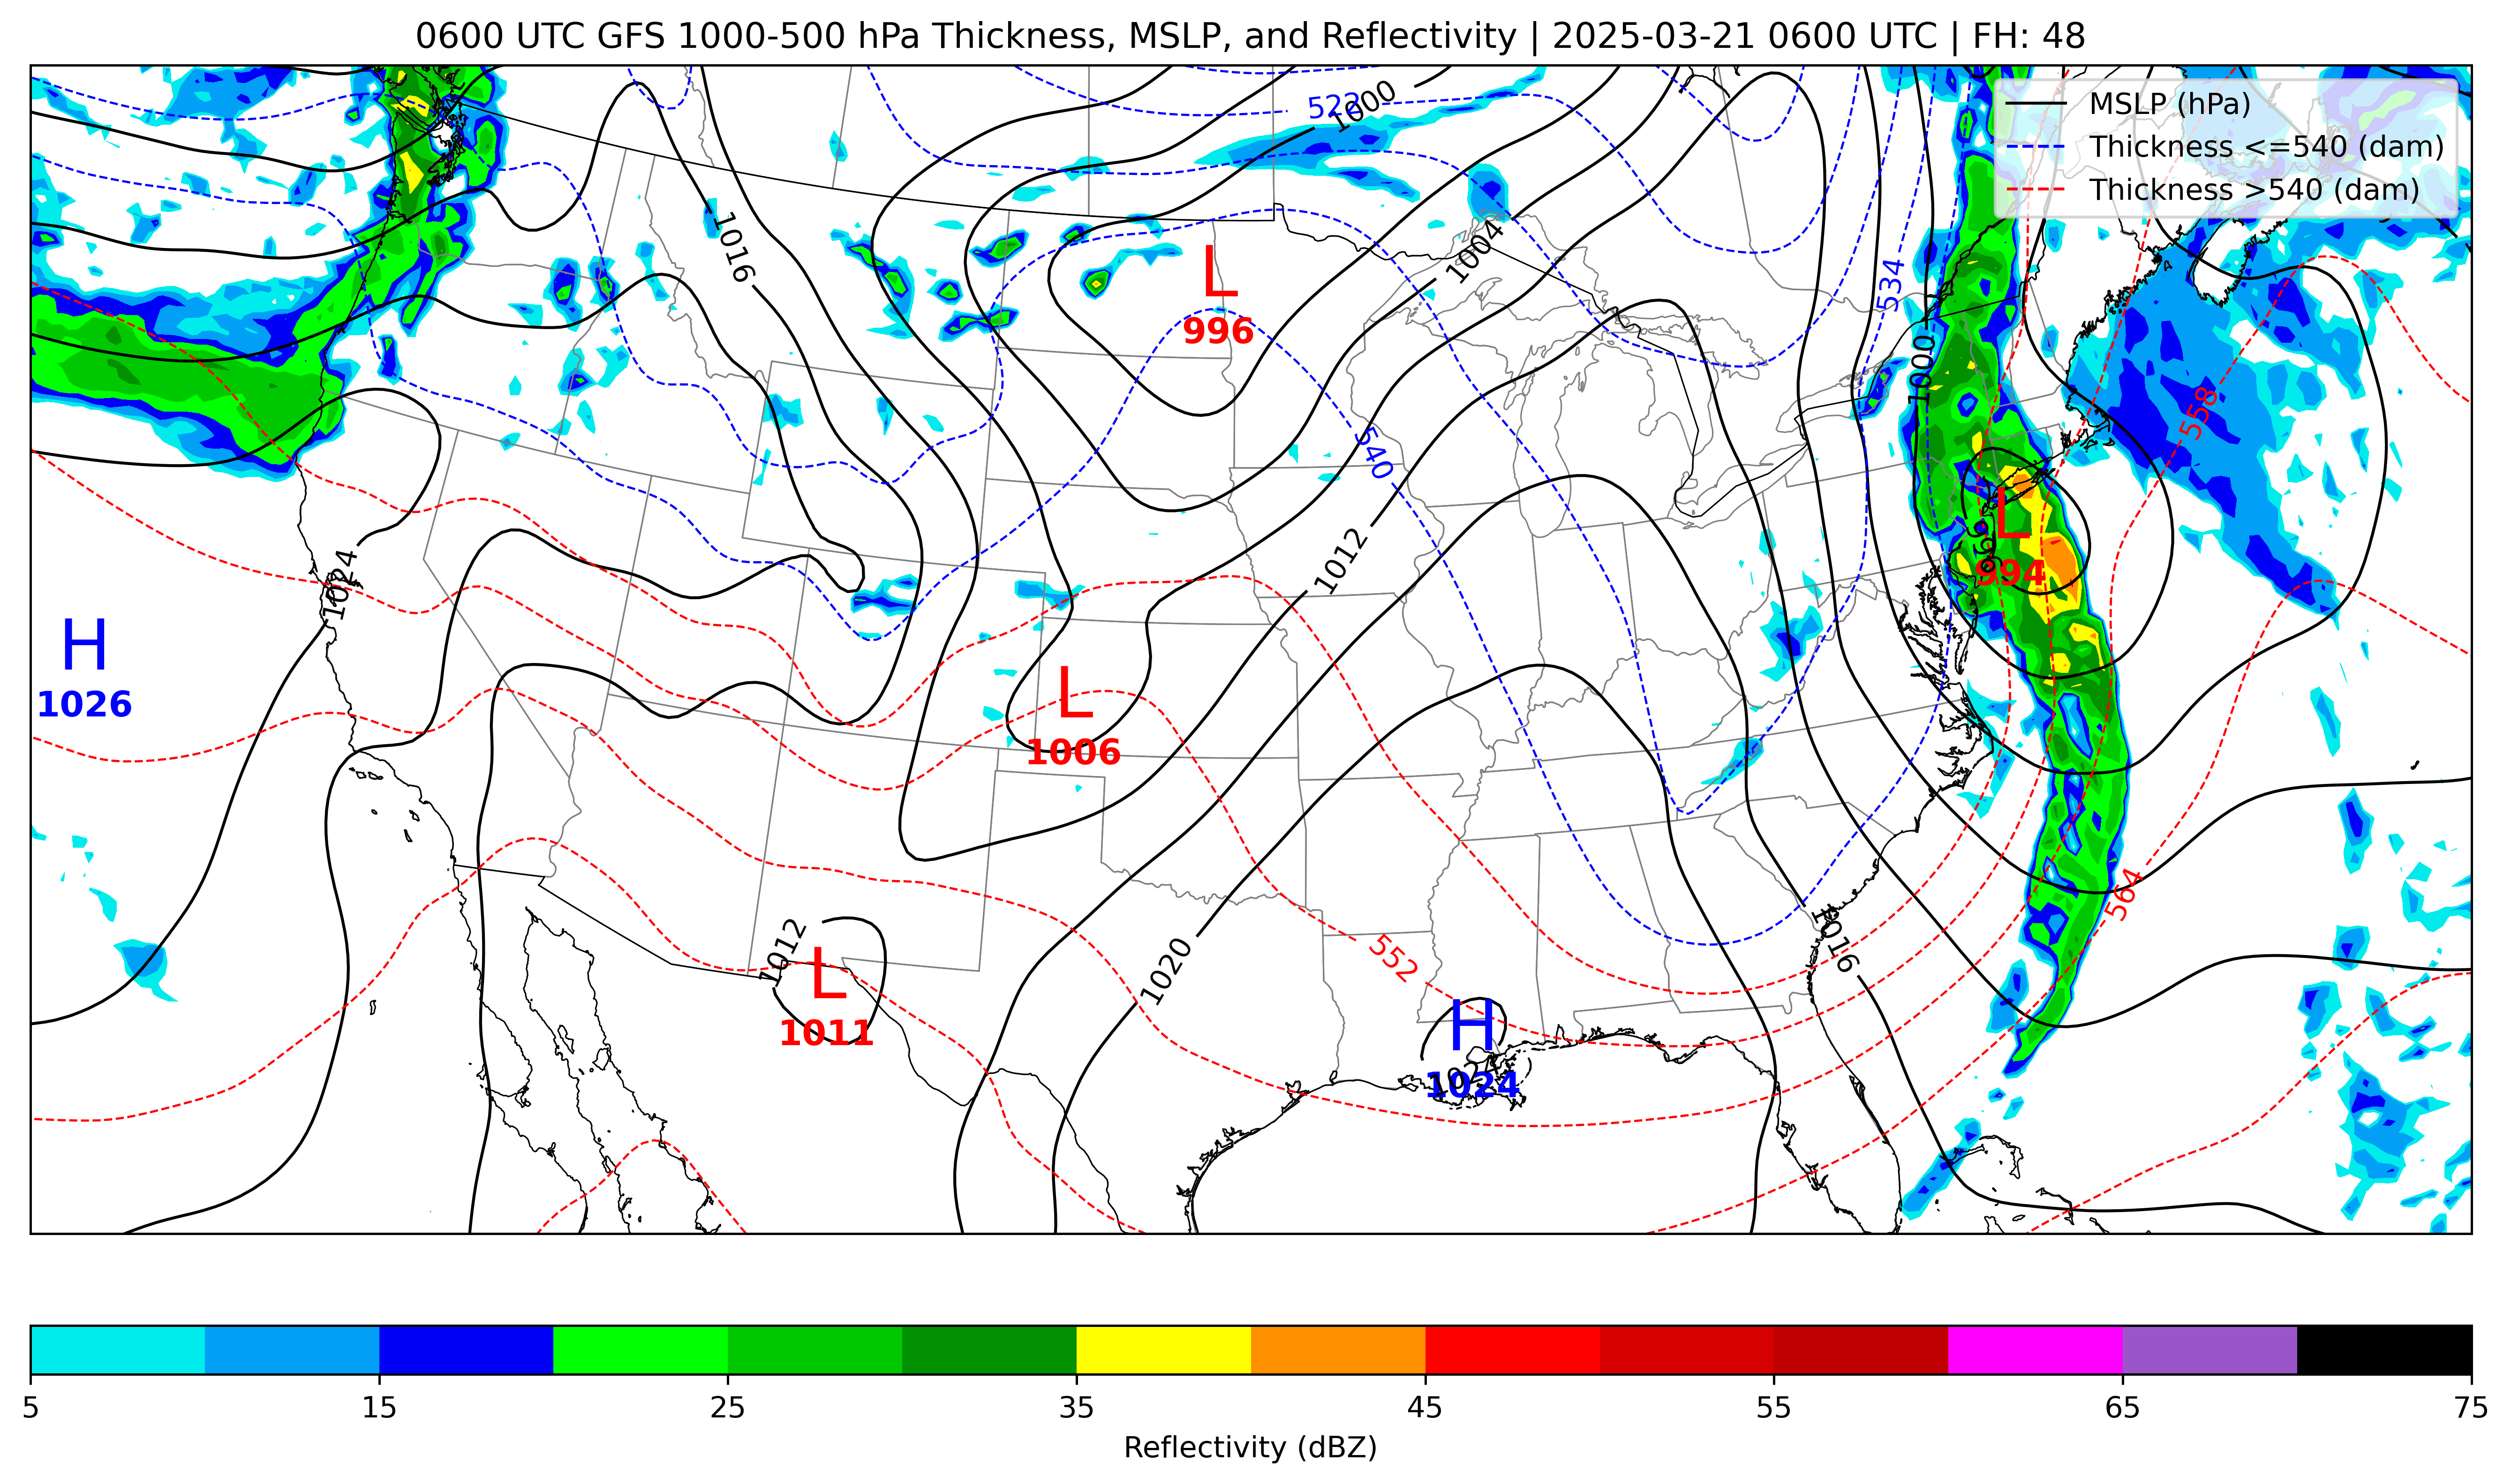 0600 UTC GFS 1000-500 hPa Thickness, MSLP, and Reflectivity | 2025-03-21 0600 UTC | FH: 48
MSLP (hPa)
Thickness <=540 (dam)
Thickness >540 (dam)
522
1000
1016
1004
534
L
996
1000
558
540
L
996
994
1012
1024
H
1026
L
1006
564
1012
1016
552
1020
L
1011
H
1024
1024
5 15 25 35 45 55 65 75
Reflectivity (dBZ)